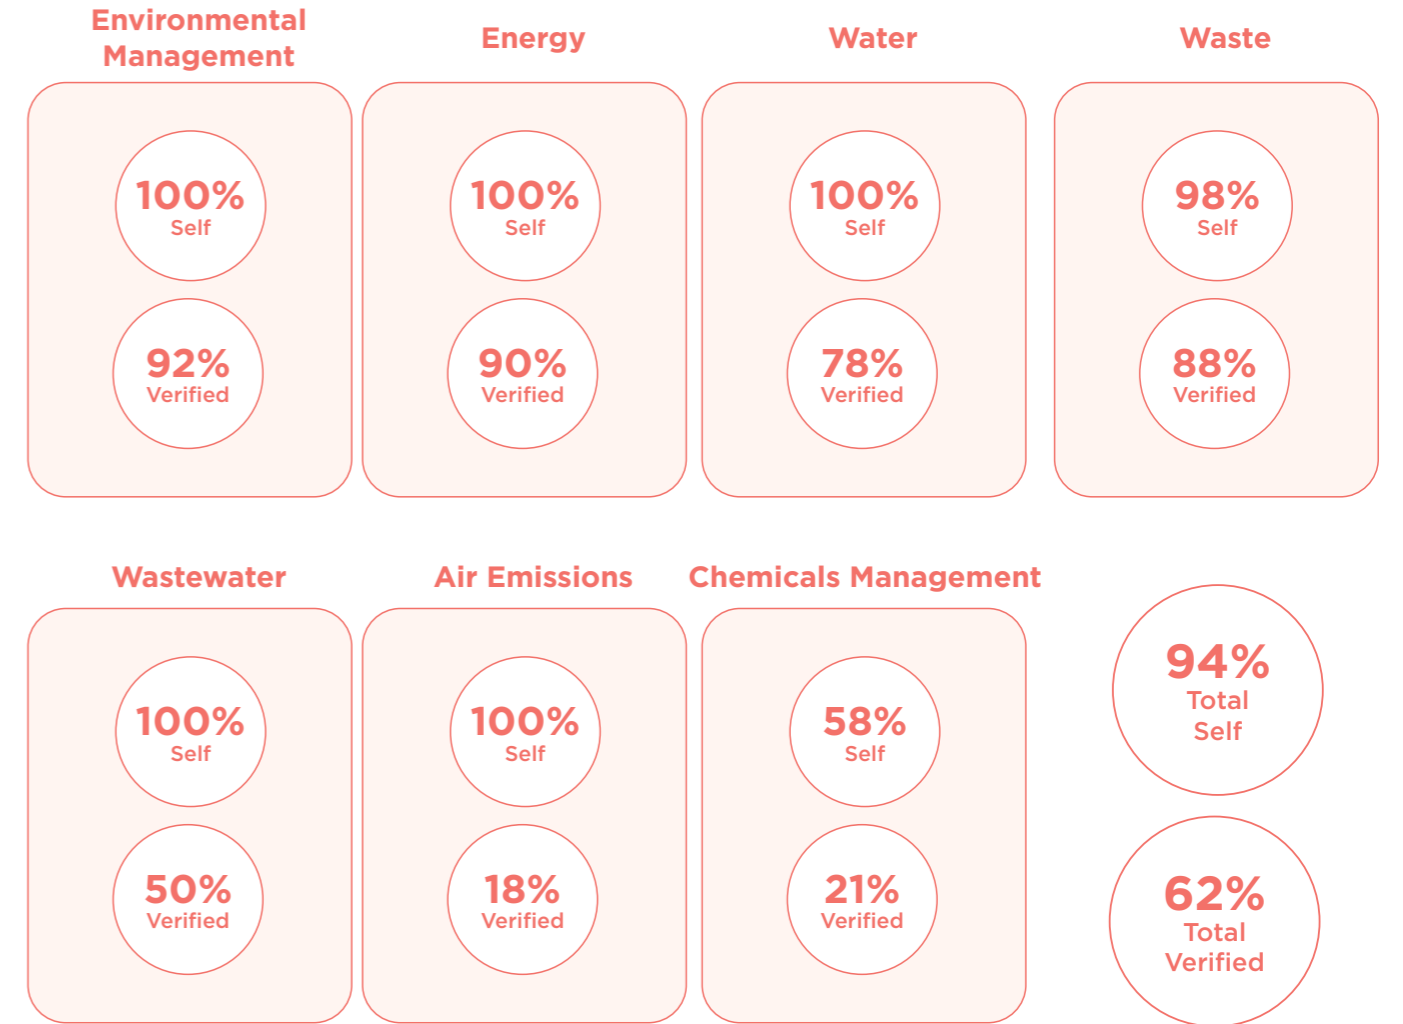 Environmental
Management
100%
Self
92%
Verified
Energy
100%
Self
90%
Verified
Water
100%
Self
78%
Verified
Waste
98%
Self
88%
Verified
Wastewater
100%
Self
50%
Verified
Air Emissions
100%
Self
18%
Verified
Chemicals Management
58%
Self
21%
Verified
94%
Total
Self
62%
Total
Verified